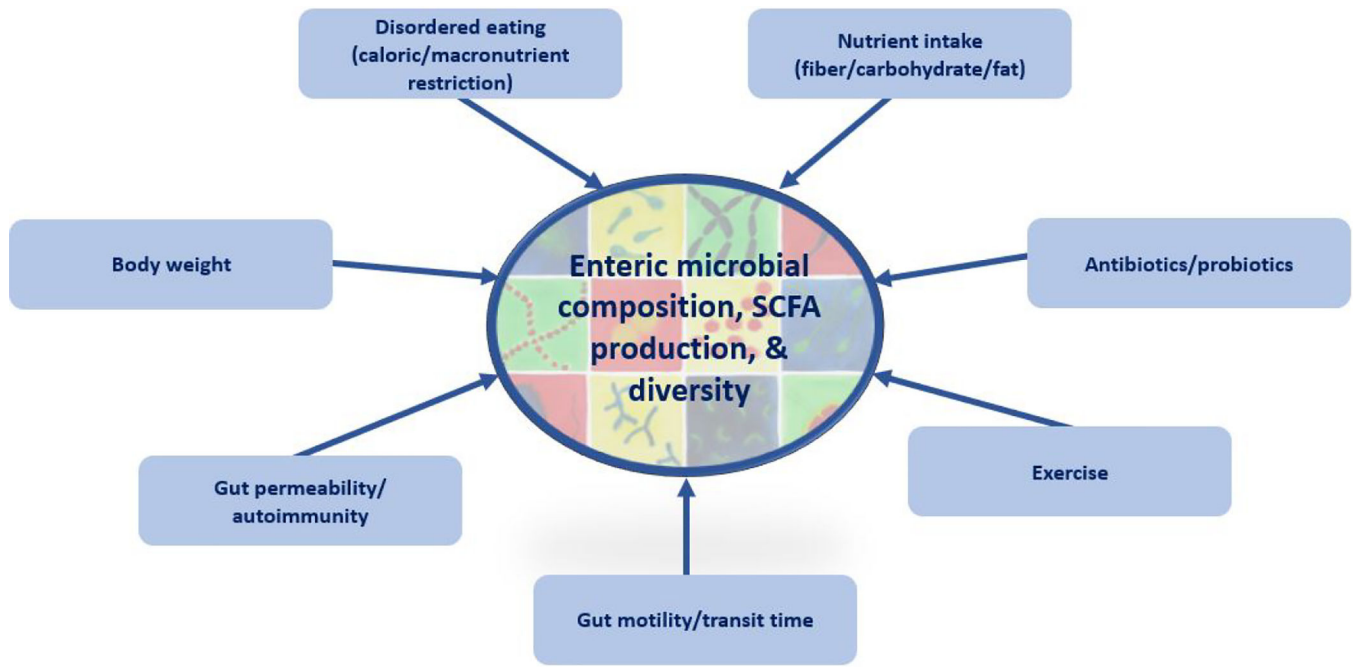 Disordered eating
(caloric/macronutrient
restriction)
Nutrient intake
(fiber/carbohydrate/fat)
Body weight
Enteric microbial
composition, SCFA
production, &
diversity
Antibiotics/probiotics
Gut permeability/
autoimmunity
Exercise
Gut motility/transit time